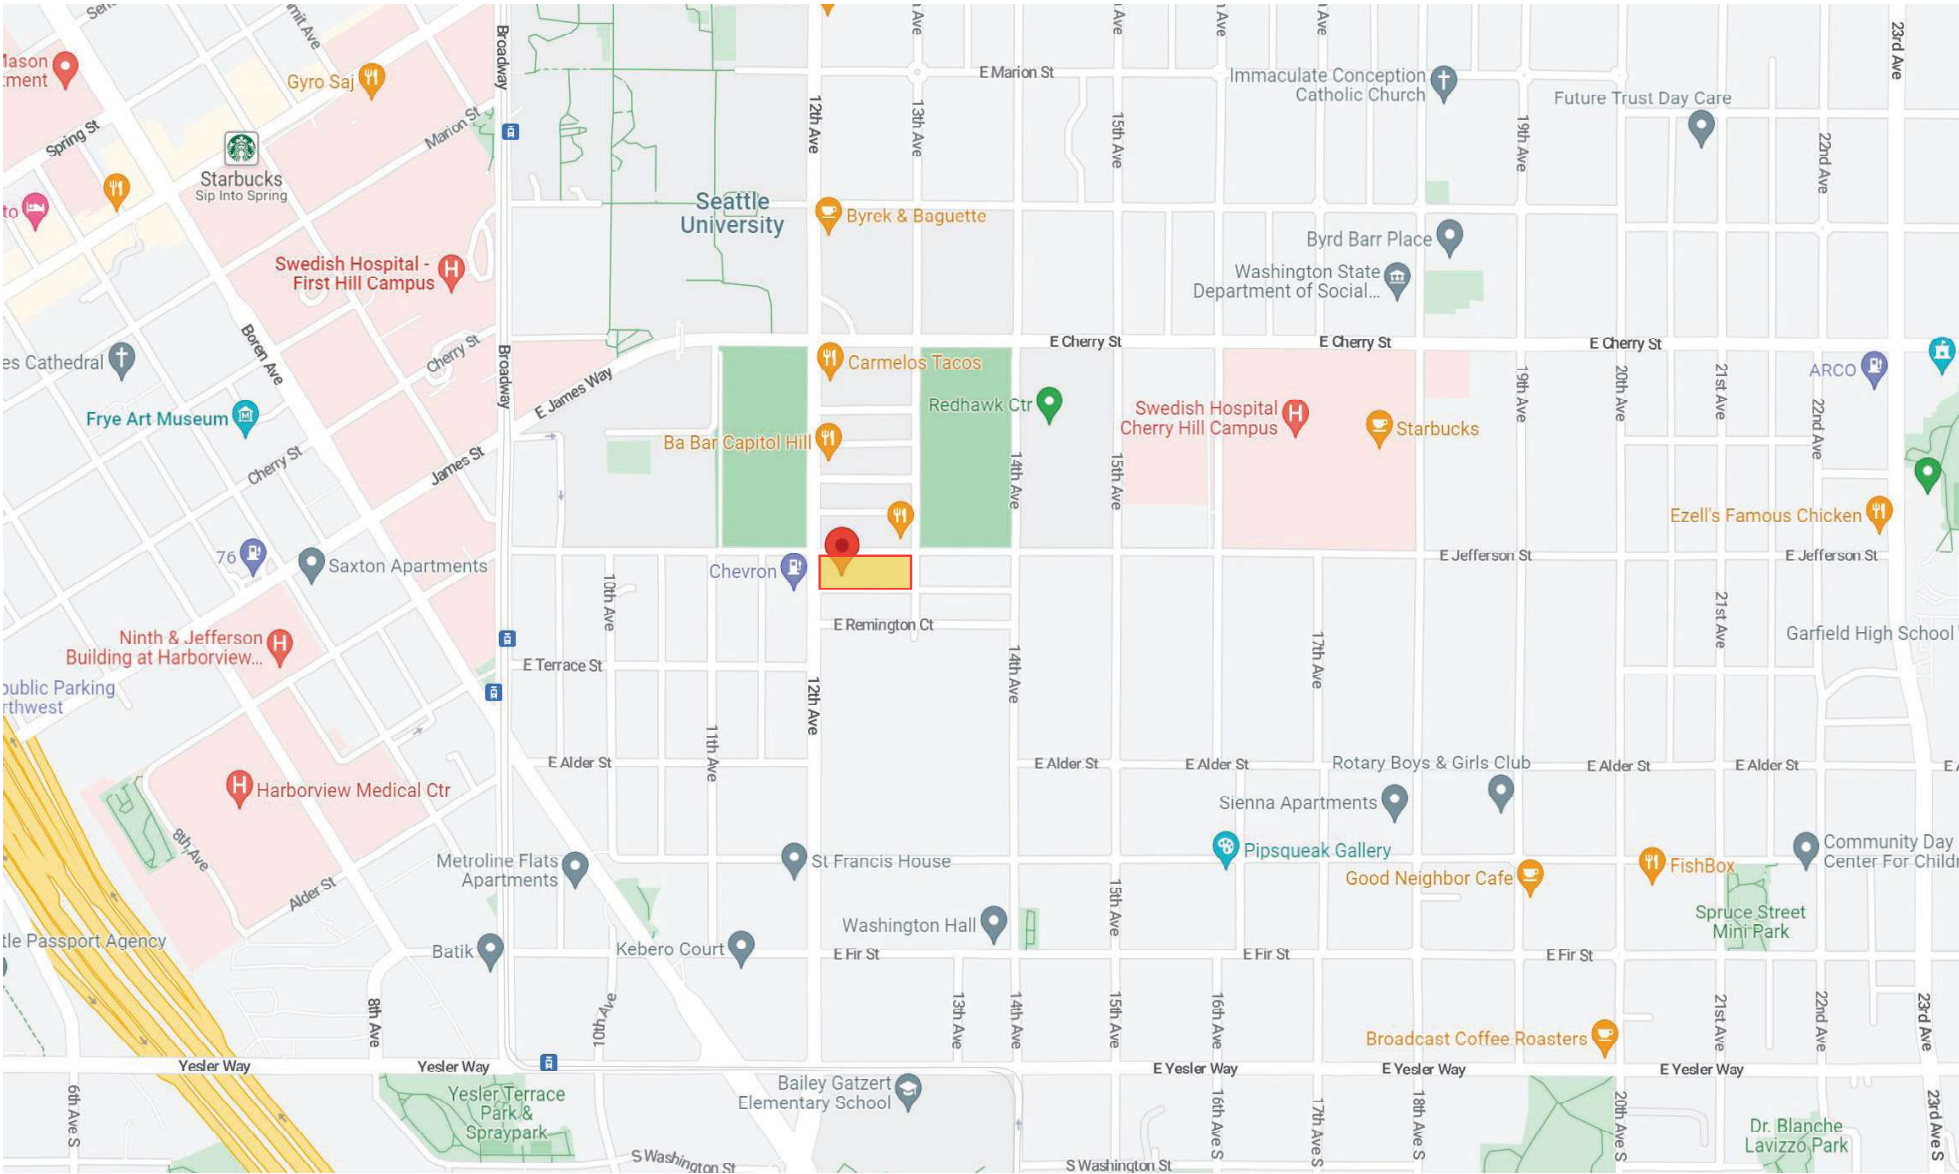 Broadway
12th Ave
13th Ave
E Marion St
15th Ave
19th Ave
22nd Ave
23rd Ave
Immaculate Conception
Catholic Church
Future Trust Day Care
Gyro Saj
Spring St
Marion St
Starbucks
Sip Into Spring
Seattle
University
Byrek & Baguette
Byrd Barr Place
Washington State
Department of Social...
Swedish Hospital -
First Hill Campus
H
Boren Ave
Cherry St
Broadway
E Cherry St
E Cherry St
E Cherry St
es Cathedral
Carmelos Tacos
ARCO
E James Way
Frye Art Museum
Redhawk Ctr
Swedish Hospital
Cherry Hill Campus
H
Starbucks
19th Ave
20th Ave
21st Ave
22nd Ave
Ba Bar Capitol Hill
Cherry St
James St
14th Ave
15th Ave
Ezell's Famous Chicken
76
Saxton Apartments
Chevron
E Jefferson St
E Jefferson St
10th Ave
E Remington Ct
21st Ave
Garfield High School
Ninth & Jefferson
Building at Harborview...
H
E Terrace St
14th Ave
17th Ave
12th Ave
public Parking
rthwest
11th Ave
E Alder St
E Alder St
E Alder St
Rotary Boys & Girls Club
E Alder St
E Alder St
Harborview Medical Ctr
H
Sienna Apartments
8th Ave
Metroline Flats
Apartments
St Francis House
Pipsqueak Gallery
Good Neighbor Cafe
FishBox
Community Day
Center For Childr
Alder St
15th Ave
Spruce Street
Mini Park
tle Passport Agency
Batik
Kebero Court
Washington Hall
E Fir St
E Fir St
E Fir St
8th Ave
10th Ave
13th Ave
14th Ave
15th Ave
16th Ave
21st Ave
22nd Ave
23rd Ave
Broadcast Coffee Roasters
Yesler Way
Yesler Way
E Yesler Way
E Yesler Way
E Yesler Way
6th Ave S
Yesler Terrace
Park &
Spraypark
Bailey Gatzert
Elementary School
16th Ave S
17th Ave S
18th Ave S
20th Ave S
Dr. Blanche
Lavizzo Park
23rd Ave S
S Washington St
S Washington St